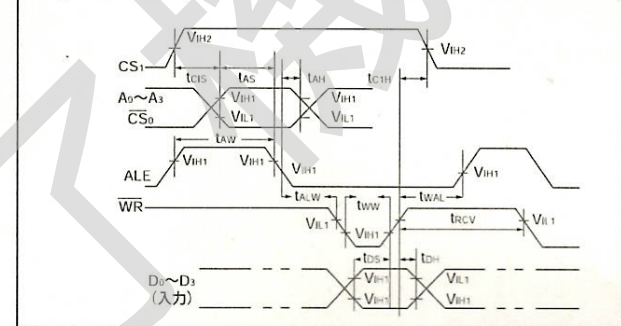 VIH2
VIH2
CS1
tCIS
tAS
tAH
tC1H
A0～A3
VIH1
VIH1
CS0
VIL1
VIL1
tAW
VIH1
VIH1
VIH1
VIH1
ALE
tALW
tWW
tWAL
WR
VIL1
VIH1
tRCV
VIL1
tDS
tDH
D0～D3
VIH1
VIL1
(入力)
VIH1
VIH1